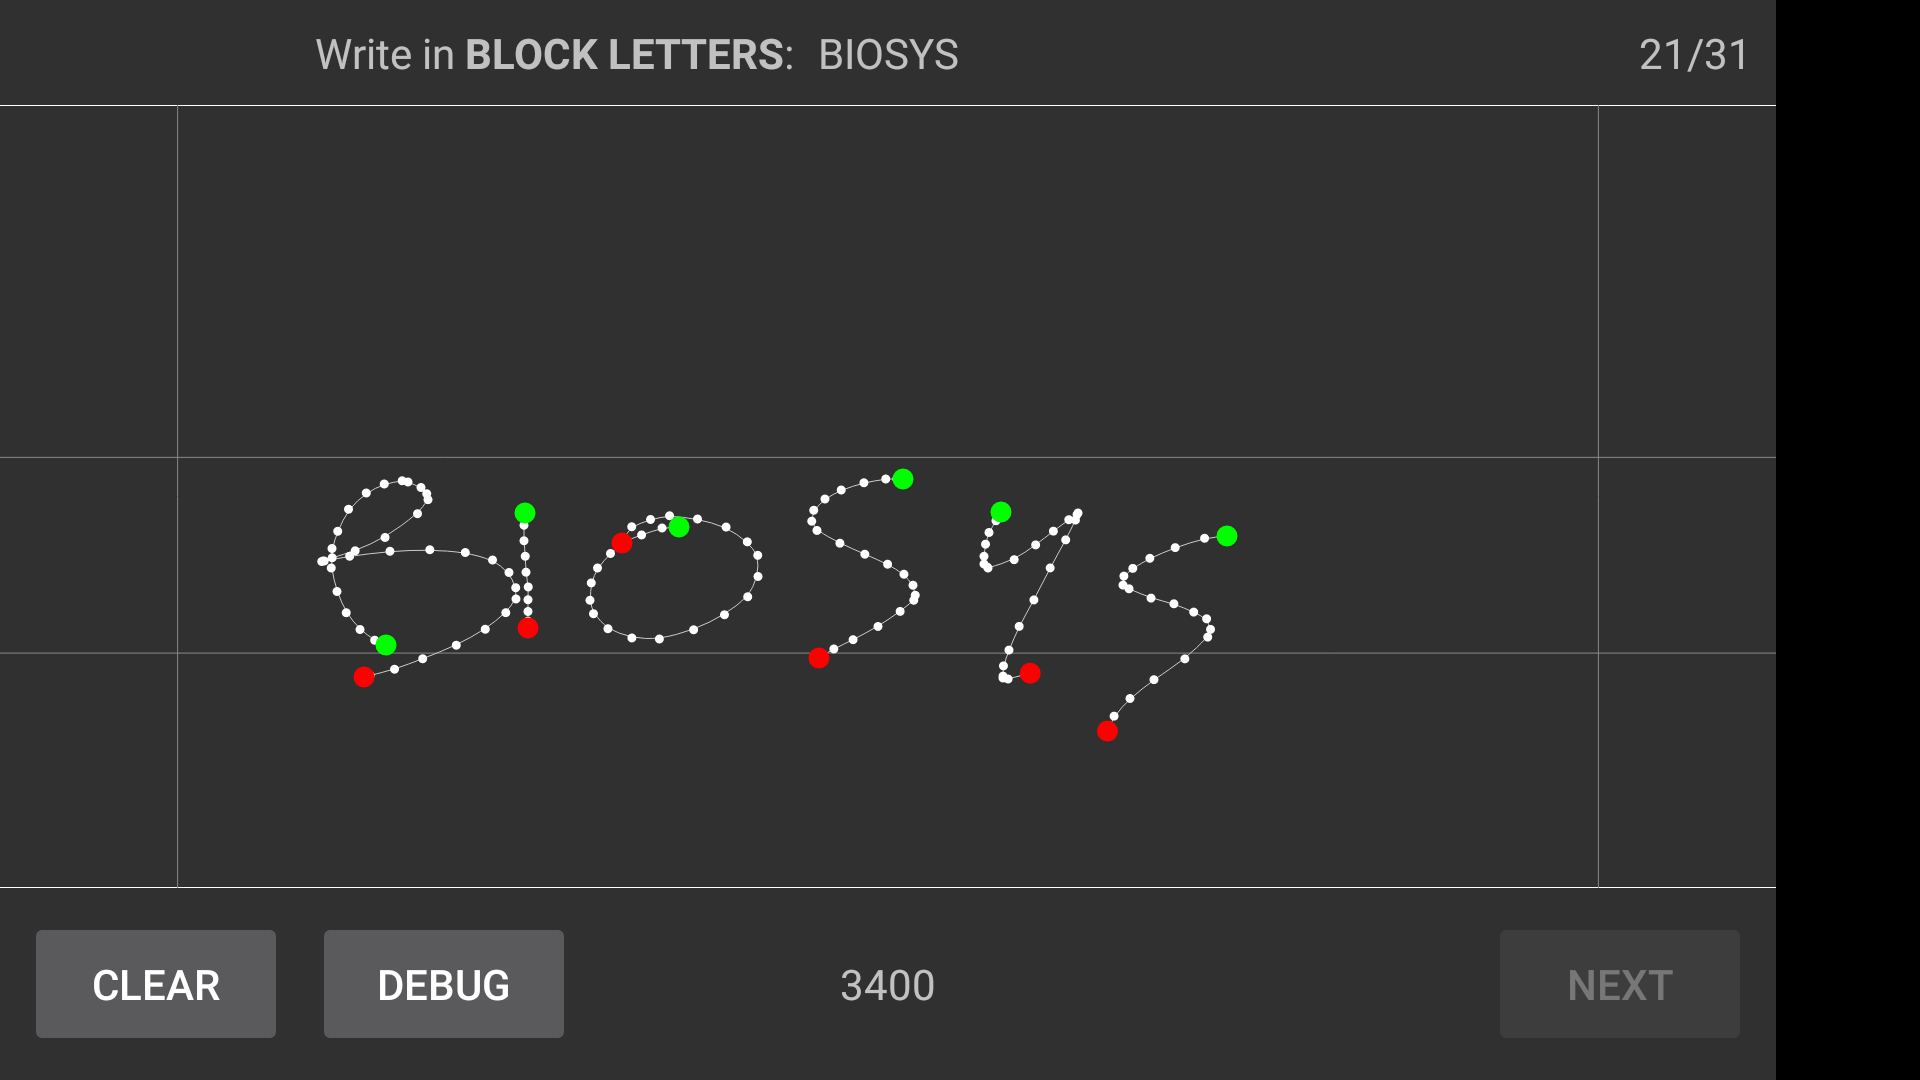 Write in BLOCK LETTERS: BIOSYS 21/31
BIOSYS
CLEAR DEBUG 3400 NEXT